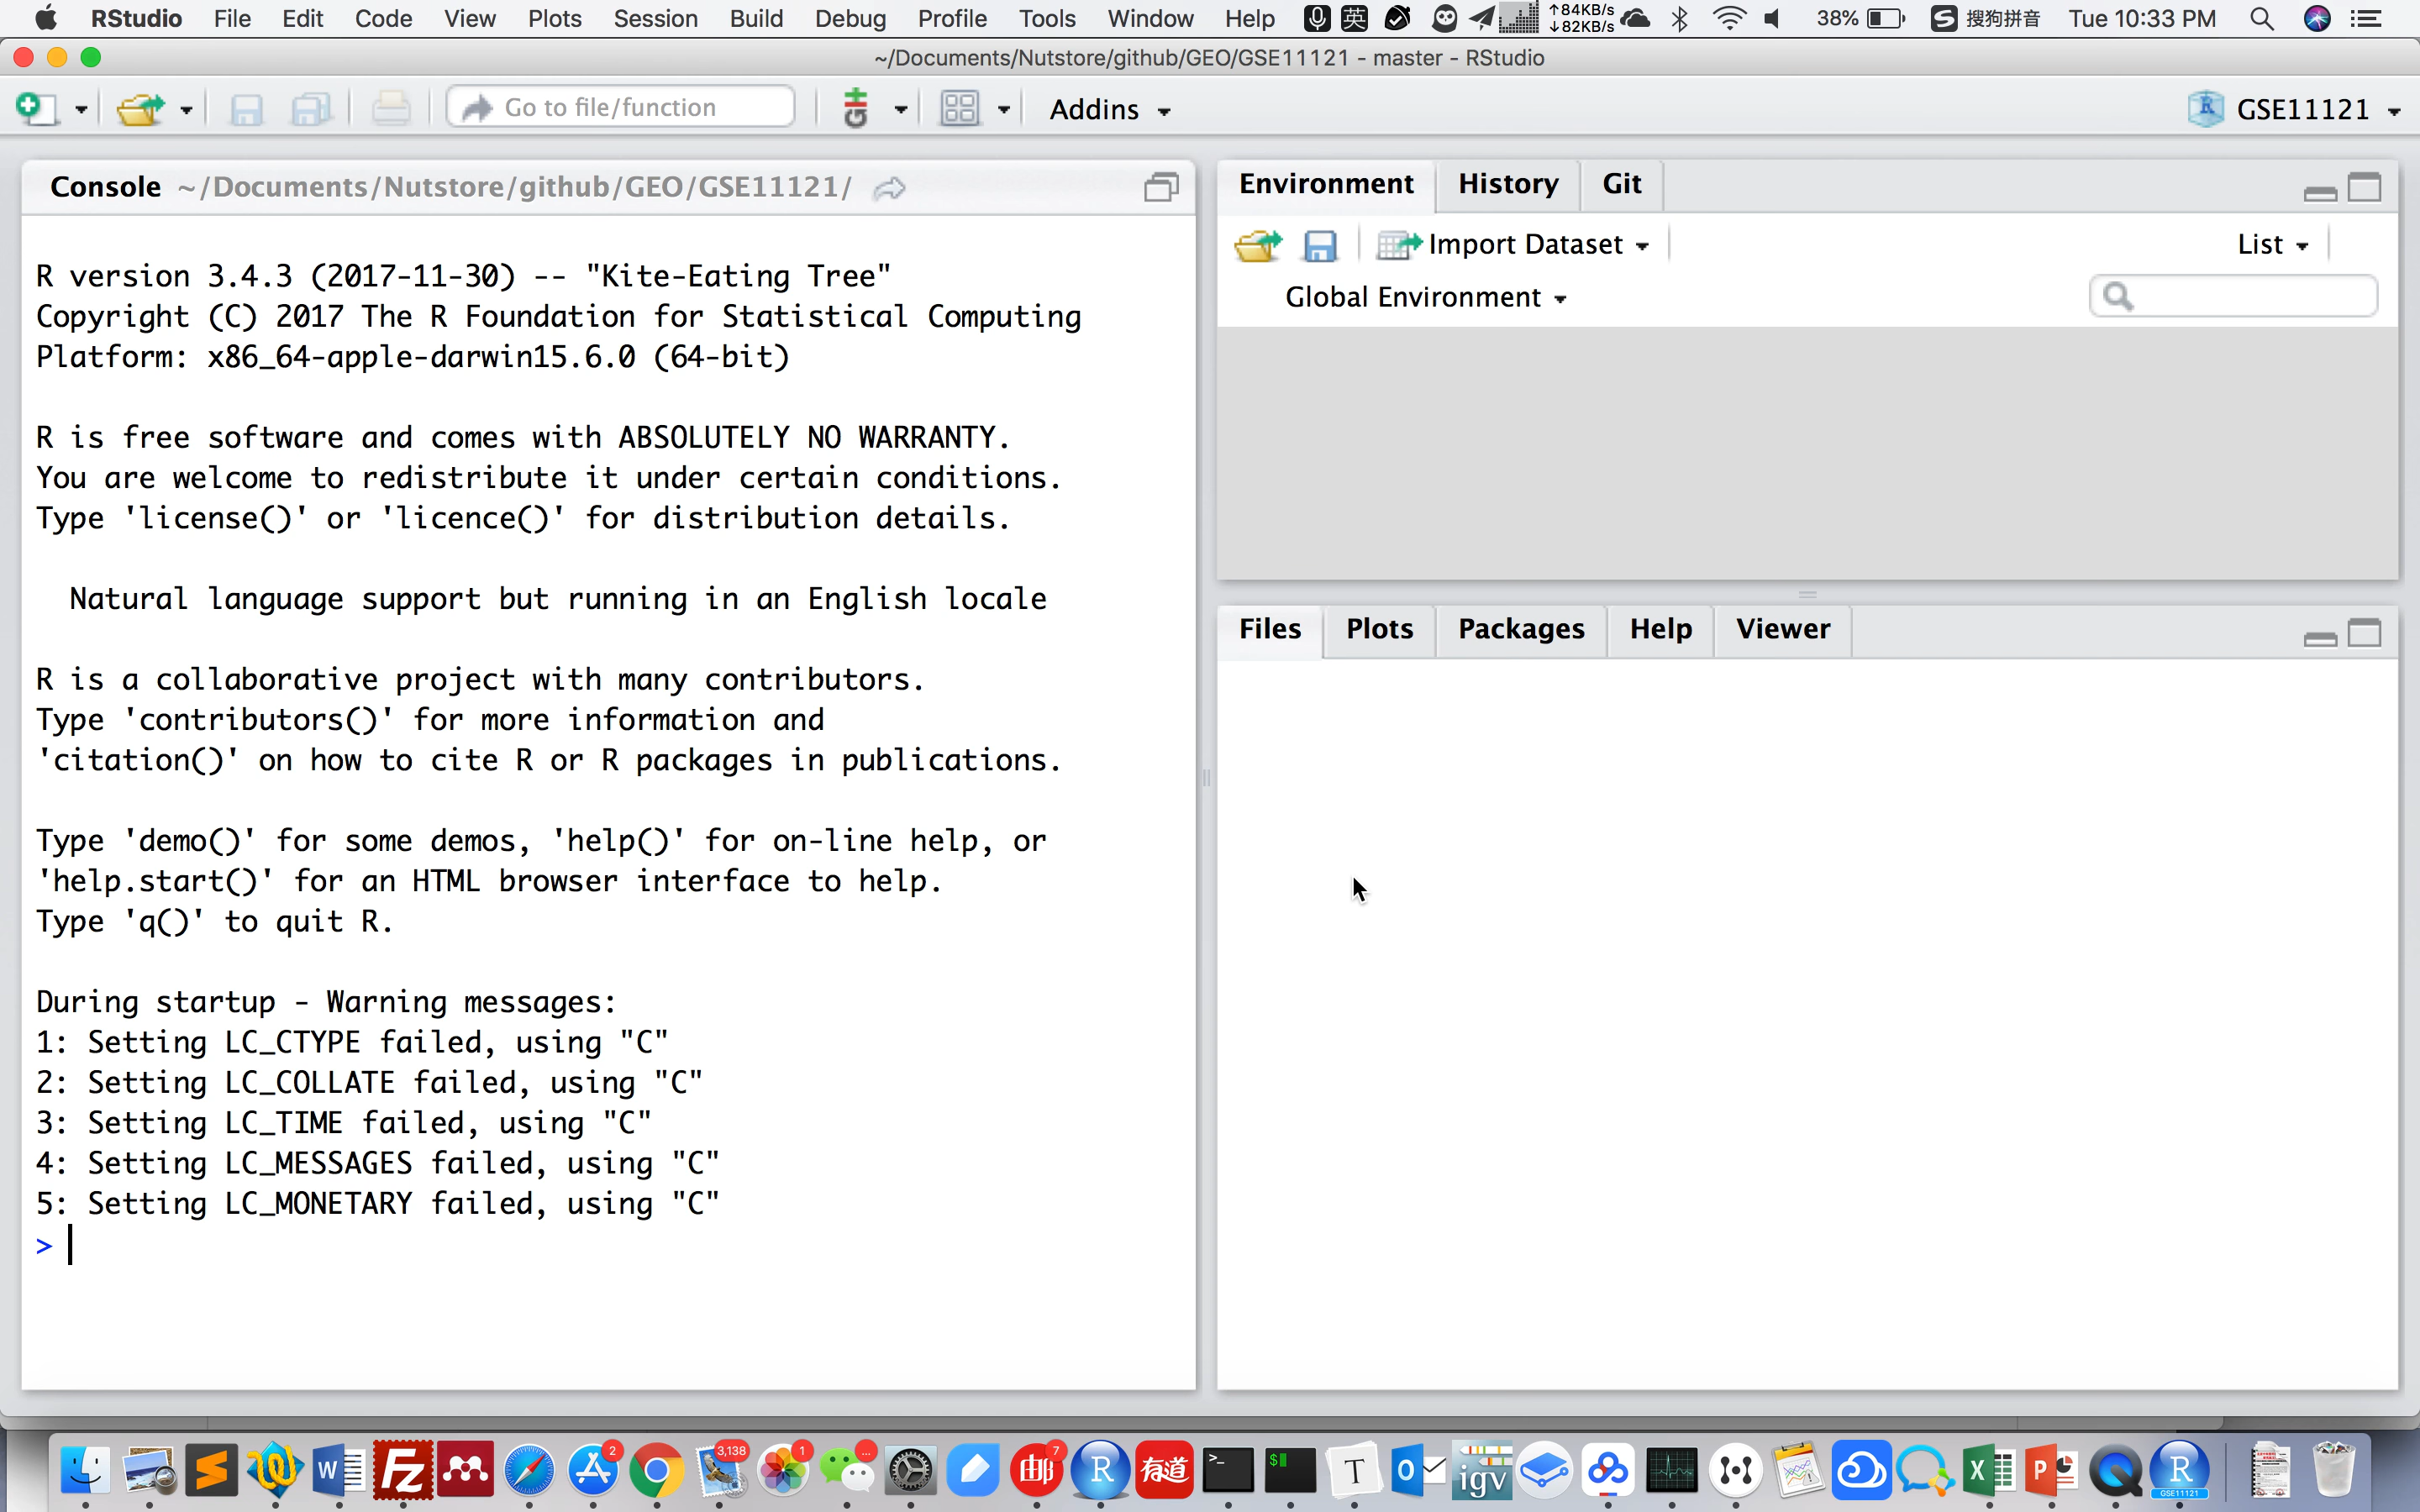 RStudio File Edit Code View Plots Session Build Debug Profile Tools Window Help 英 ↑84KB/s ↓82KB/s 38% S 搜狗拼音 Tue 10:33 PM
~/Documents/Nutstore/github/GEO/GSE11121 - master - RStudio
Go to file/function Addins GSE11121
Console ~/Documents/Nutstore/github/GEO/GSE11121/
R version 3.4.3 (2017-11-30) -- "Kite-Eating Tree"
Copyright (C) 2017 The R Foundation for Statistical Computing
Platform: x86_64-apple-darwin15.6.0 (64-bit)
R is free software and comes with ABSOLUTELY NO WARRANTY.
You are welcome to redistribute it under certain conditions.
Type 'license()' or 'licence()' for distribution details.
Natural language support but running in an English locale
R is a collaborative project with many contributors.
Type 'contributors()' for more information and
'citation()' on how to cite R or R packages in publications.
Type 'demo()' for some demos, 'help()' for on-line help, or
'help.start()' for an HTML browser interface to help.
Type 'q()' to quit R.
During startup - Warning messages:
1: Setting LC_CTYPE failed, using "C"
2: Setting LC_COLLATE failed, using "C"
3: Setting LC_TIME failed, using "C"
4: Setting LC_MESSAGES failed, using "C"
5: Setting LC_MONETARY failed, using "C"
>
Environment History Git
Import Dataset List
Global Environment
Files Plots Packages Help Viewer
W Fz 2 3,138 1 ... 7 邮 R 有道 >_ $ T O igv X P R
GSE11121